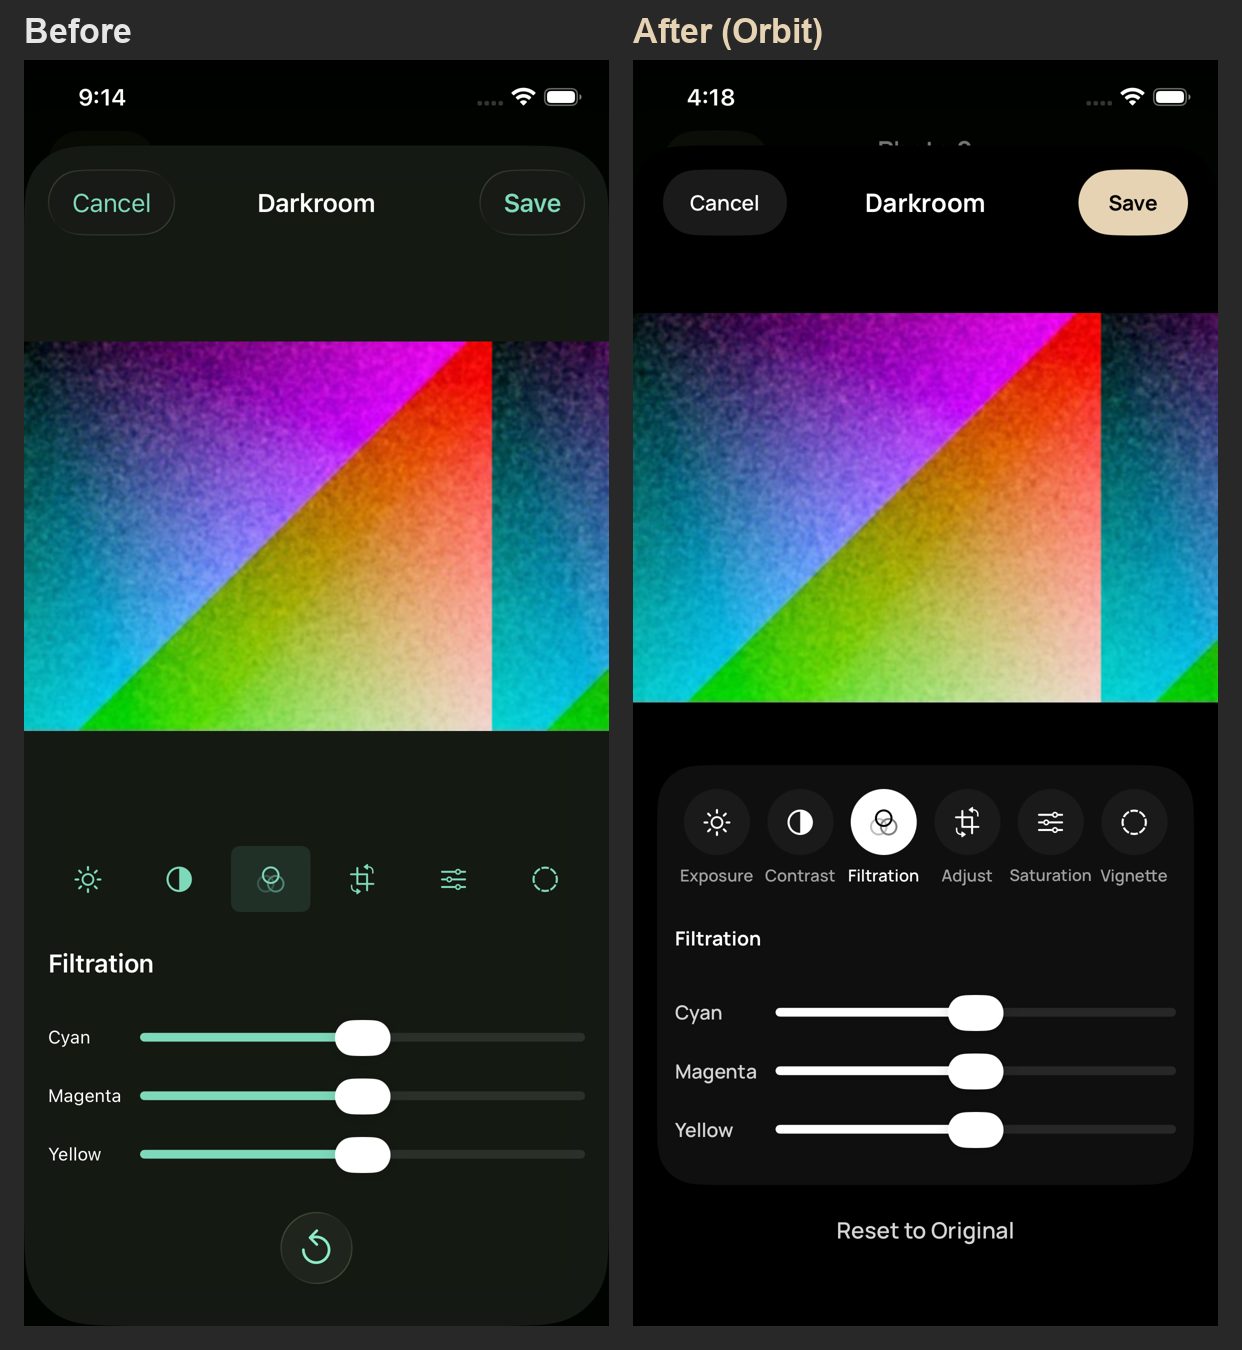 Before
9:14
Cancel
Darkroom
Save
Filtration
Cyan
Magenta
Yellow
After (Orbit)
4:18
Cancel
Darkroom
Save
Exposure
Contrast
Filtration
Adjust
Saturation
Vignette
Filtration
Cyan
Magenta
Yellow
Reset to Original